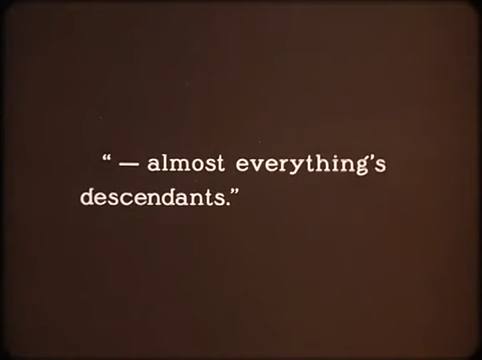 “ — almost everything’s
descendants.”